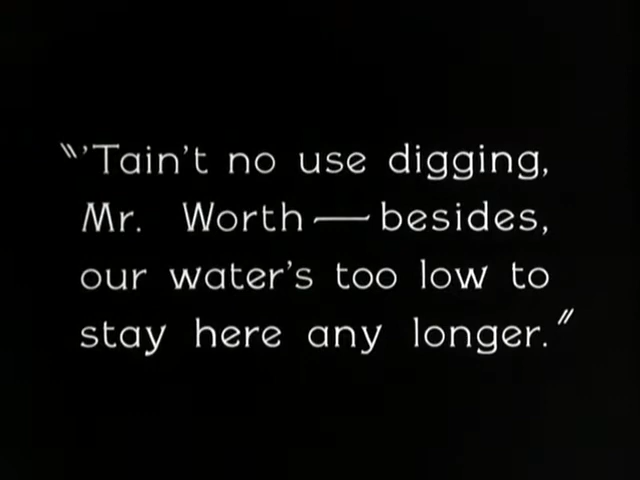 "'Tain't no use digging,
Mr. Worth — besides,
our water's too low to
stay here any longer."